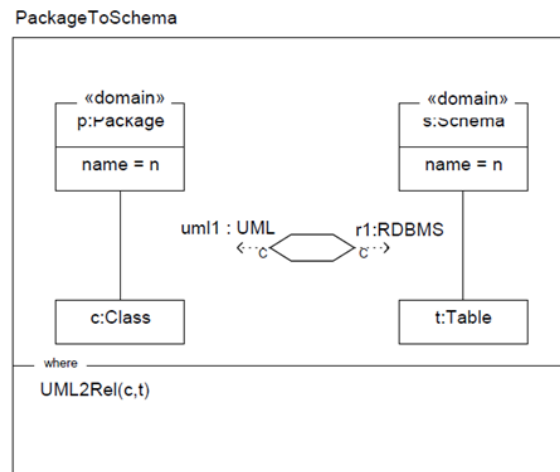 PackageToSchema
«domain» «domain»
p:Package s:Schema
name = n name = n
uml1 : UML r1:RDBMS
C C
c:Class t:Table
where
UML2Rel(c,t)